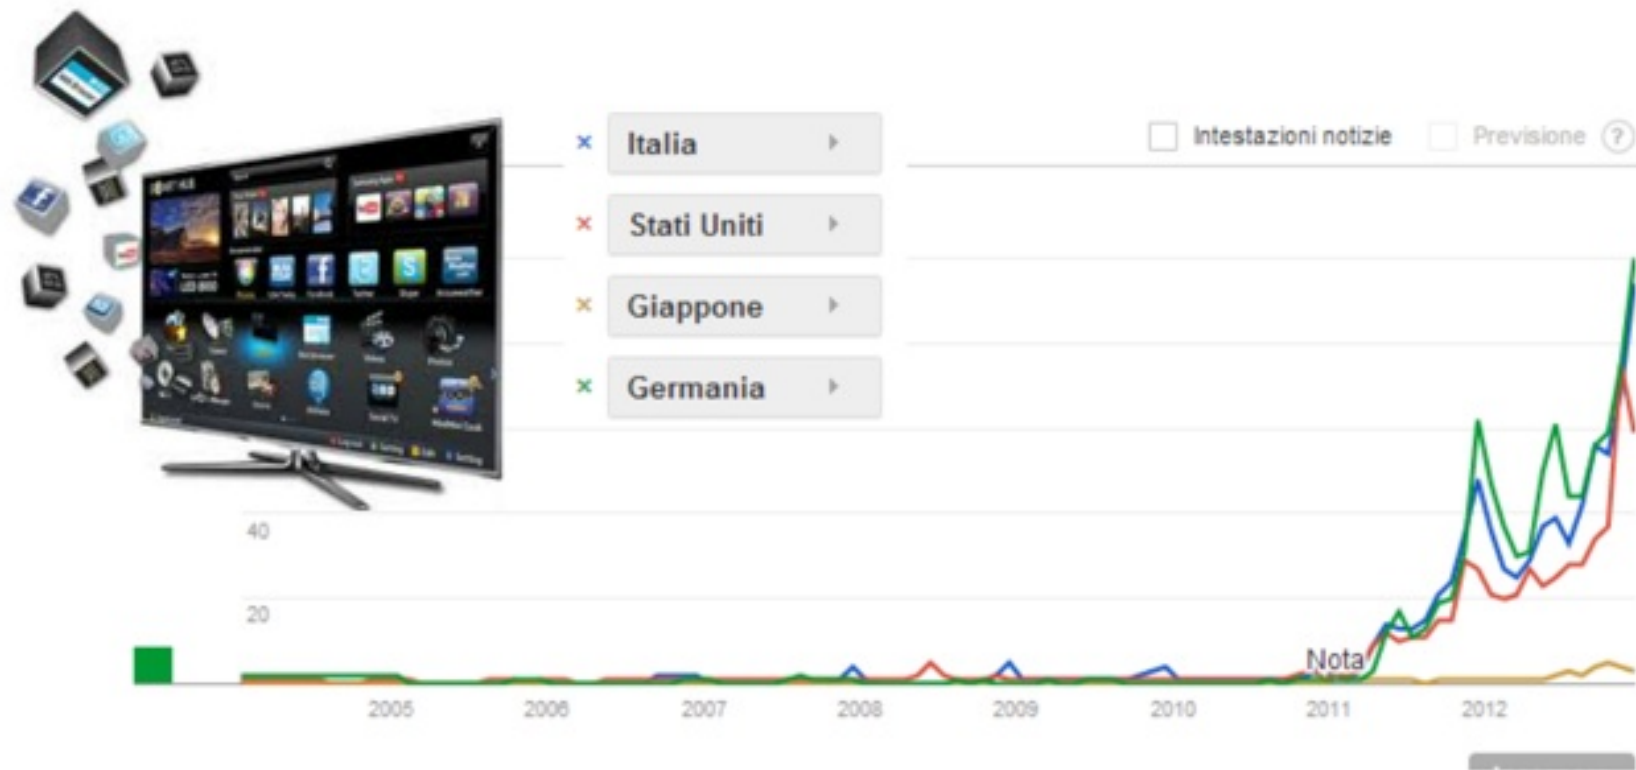 Italia
Intestazioni notizie
Previsione ?
Stati Uniti
Giappone
Germania
40
20
Nota
2005 2006 2007 2008 2009 2010 2011 2012